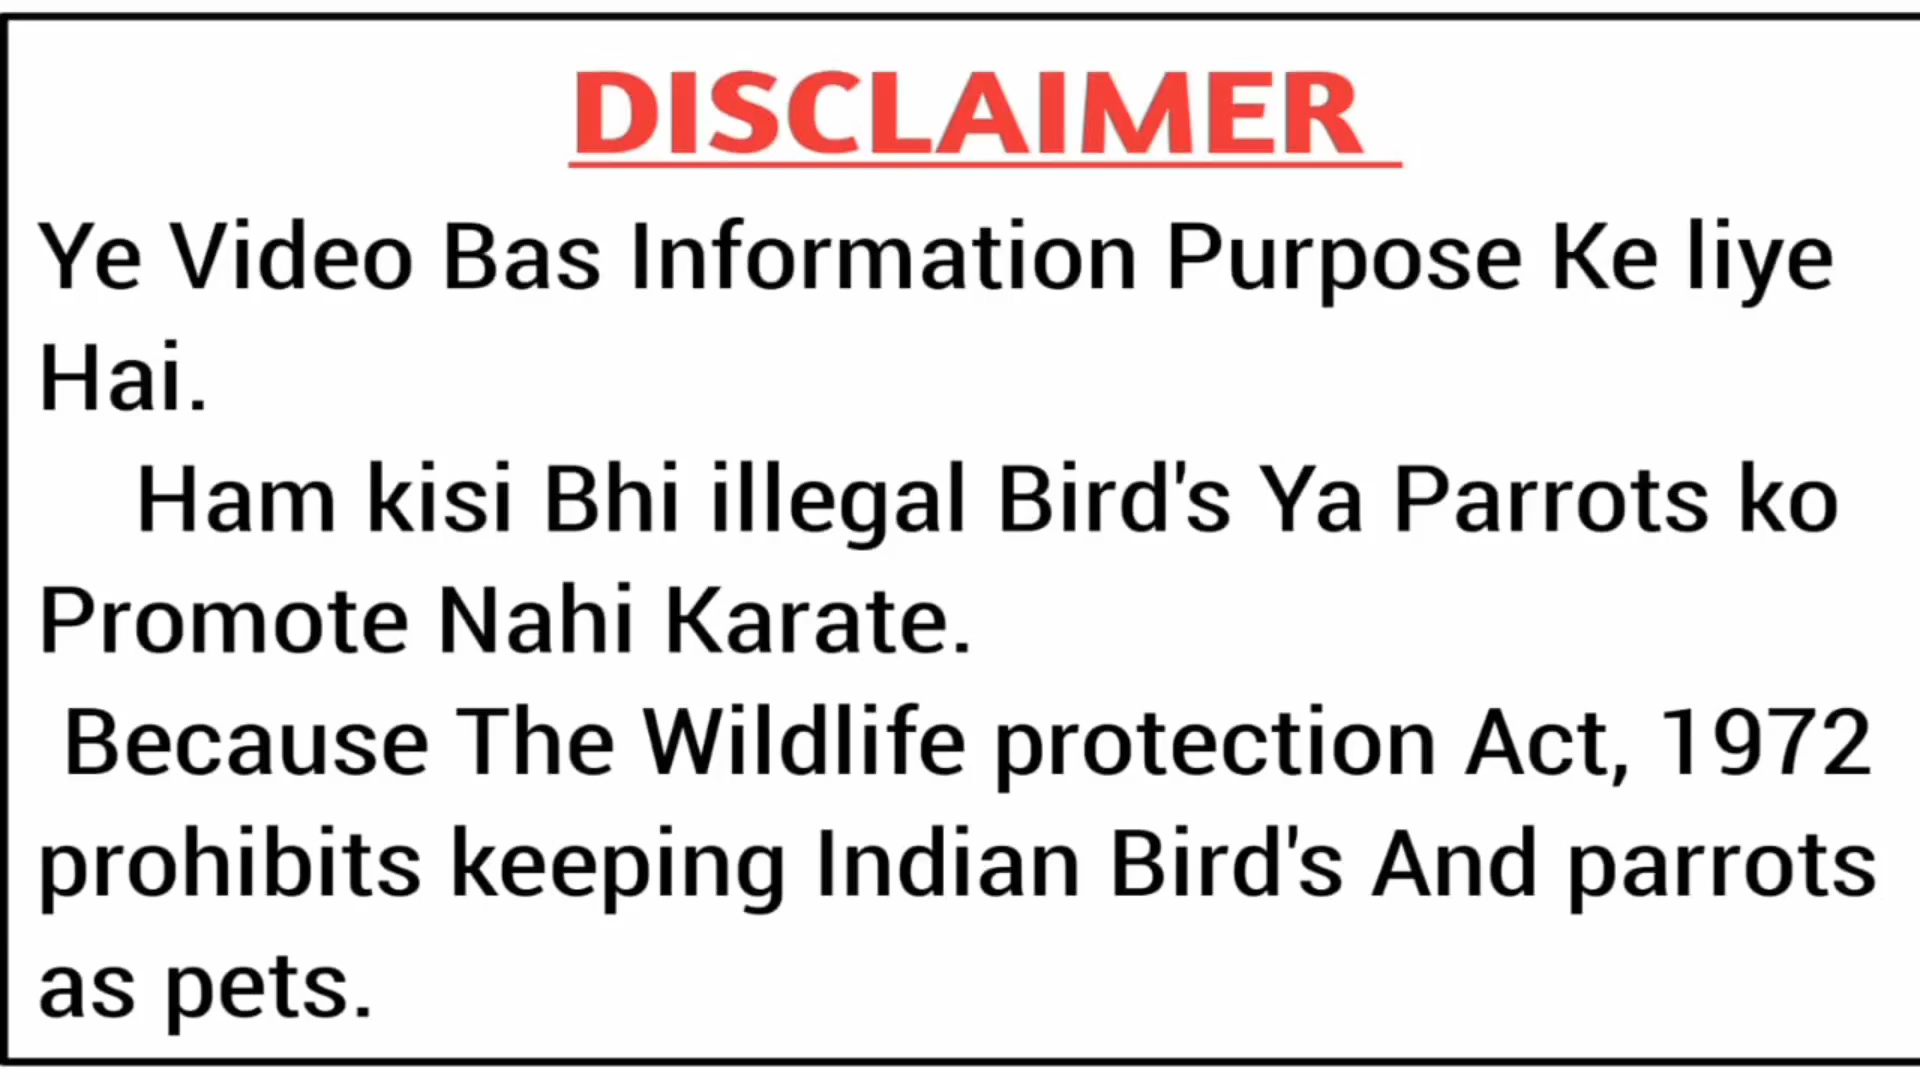 DISCLAIMER
Ye Video Bas Information Purpose Ke liye
Hai.
Ham kisi Bhi illegal Bird's Ya Parrots ko
Promote Nahi Karate.
Because The Wildlife protection Act, 1972
prohibits keeping Indian Bird's And parrots
as pets.